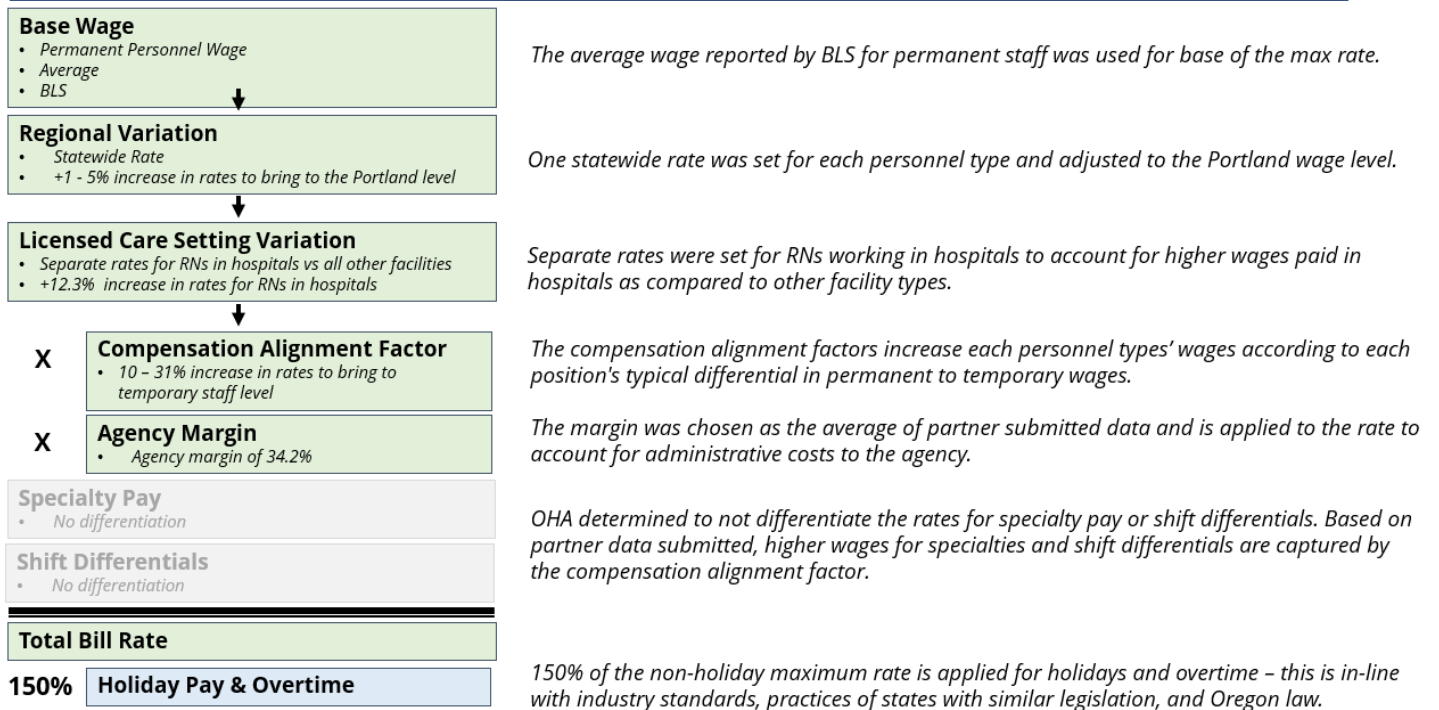 Base Wage
• Permanent Personnel Wage
• Average
• BLS
The average wage reported by BLS for permanent staff was used for base of the max rate.
Regional Variation
• Statewide Rate
• +1 - 5% increase in rates to bring to the Portland level
One statewide rate was set for each personnel type and adjusted to the Portland wage level.
Licensed Care Setting Variation
• Separate rates for RNs in hospitals vs all other facilities
• +12.3% increase in rates for RNs in hospitals
Separate rates were set for RNs working in hospitals to account for higher wages paid in
hospitals as compared to other facility types.
X
Compensation Alignment Factor
• 10 – 31% increase in rates to bring to
temporary staff level
The compensation alignment factors increase each personnel types’ wages according to each
position's typical differential in permanent to temporary wages.
X
Agency Margin
• Agency margin of 34.2%
The margin was chosen as the average of partner submitted data and is applied to the rate to
account for administrative costs to the agency.
Specialty Pay
• No differentiation
Shift Differentials
• No differentiation
OHA determined to not differentiate the rates for specialty pay or shift differentials. Based on
partner data submitted, higher wages for specialties and shift differentials are captured by
the compensation alignment factor.
Total Bill Rate
150%
Holiday Pay & Overtime
150% of the non-holiday maximum rate is applied for holidays and overtime – this is in-line
with industry standards, practices of states with similar legislation, and Oregon law.